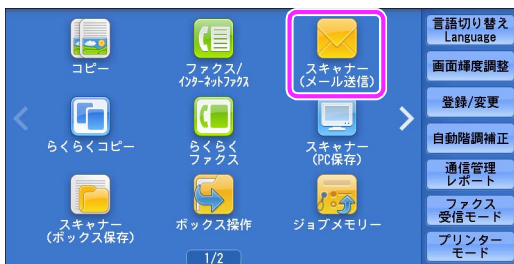 コピー
ファクス/
インターネットファクス
スキャナー
(メール送信)
らくらくコピー
らくらく
ファクス
スキャナー
(PC保存)
スキャナー
(ボックス保存)
ボックス操作
ジョブメモリー
1/2
言語切り替え
Language
画面輝度調整
登録/変更
自動階調補正
通信管理
レポート
ファクス
受信モード
プリンター
モード